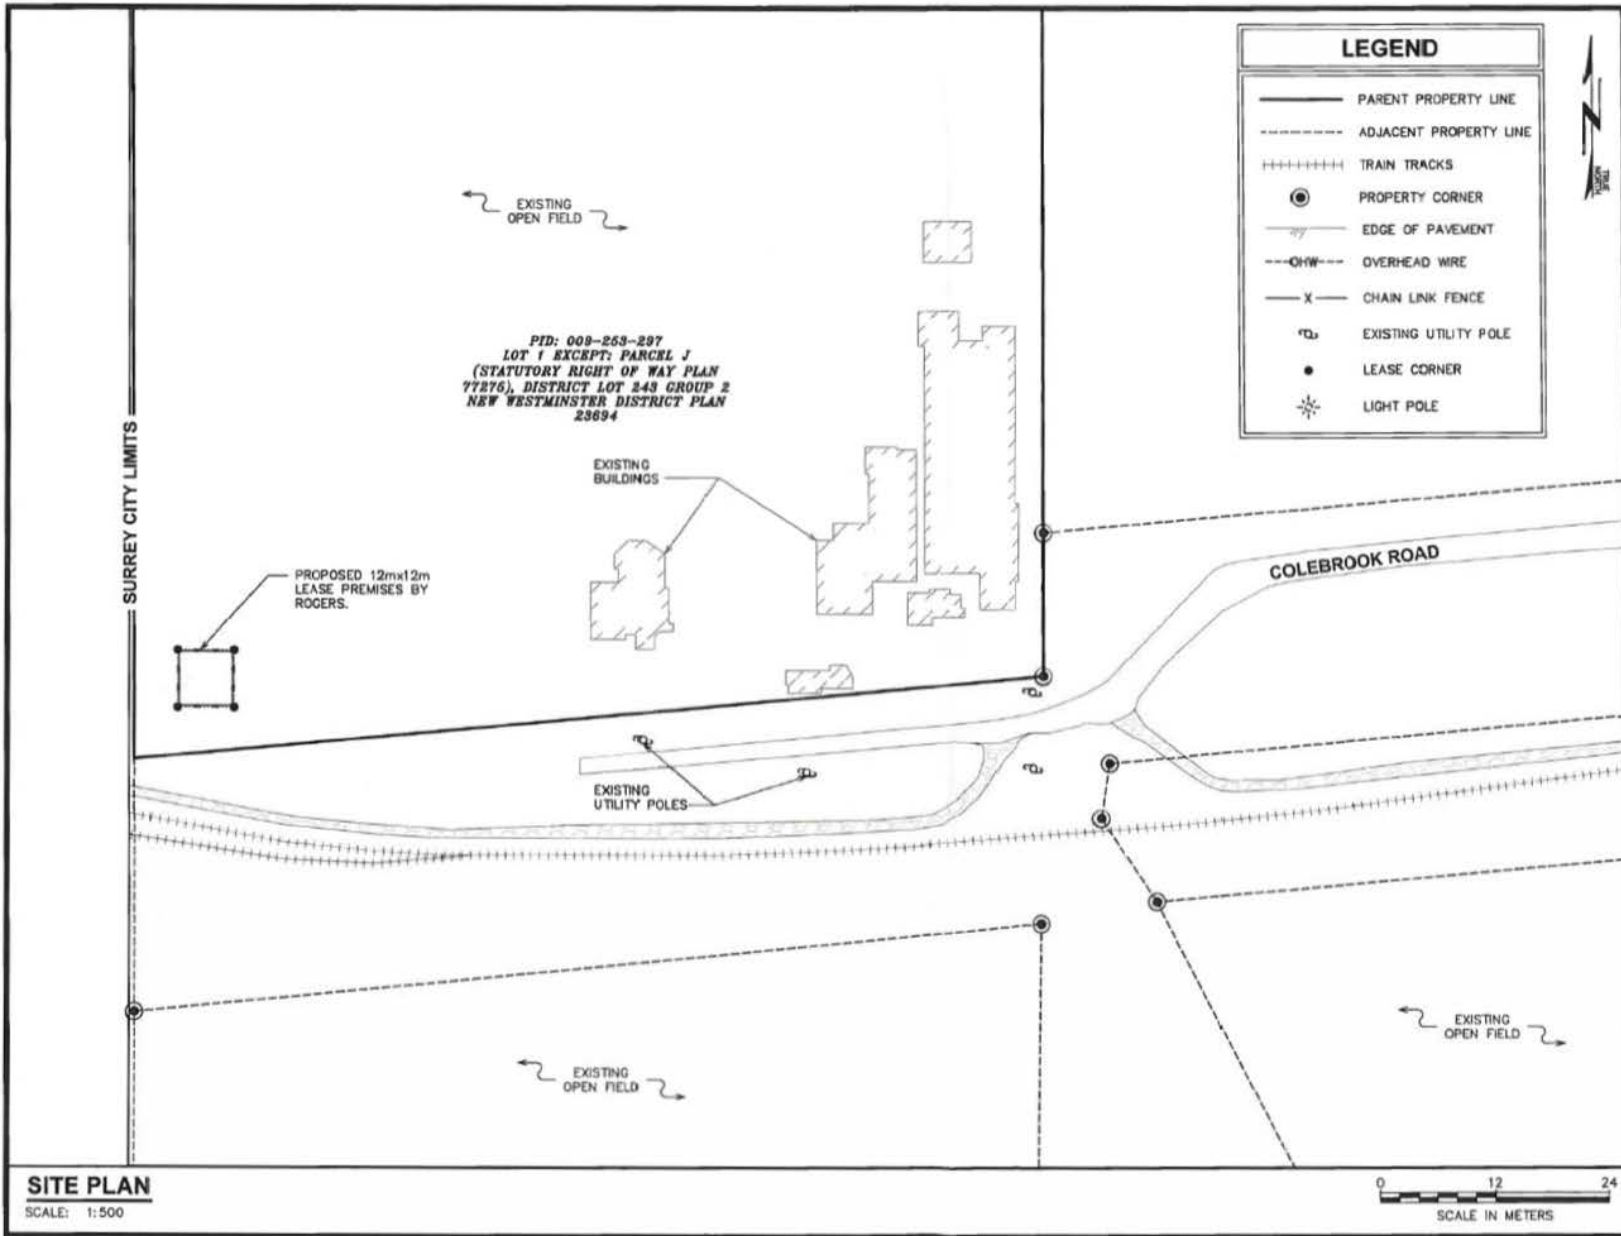 LEGEND
PARENT PROPERTY LINE
ADJACENT PROPERTY LINE
TRAIN TRACKS
PROPERTY CORNER
EDGE OF PAVEMENT
OHW OVERHEAD WIRE
X CHAIN LINK FENCE
EXISTING UTILITY POLE
LEASE CORNER
LIGHT POLE
TRUE
NORTH
EXISTING
OPEN FIELD
PID: 009-253-297
LOT 1 EXCEPT: PARCEL J
(STATUTORY RIGHT OF WAY PLAN
77276), DISTRICT LOT 243 GROUP 2
NEW WESTMINSTER DISTRICT PLAN
23694
EXISTING
BUILDINGS
SURREY CITY LIMITS
PROPOSED 12mx12m
LEASE PREMISES BY
ROGERS.
COLEBROOK ROAD
EXISTING
UTILITY POLES
EXISTING
OPEN FIELD
EXISTING
OPEN FIELD
SITE PLAN
SCALE: 1:500
0 12 24
SCALE IN METERS